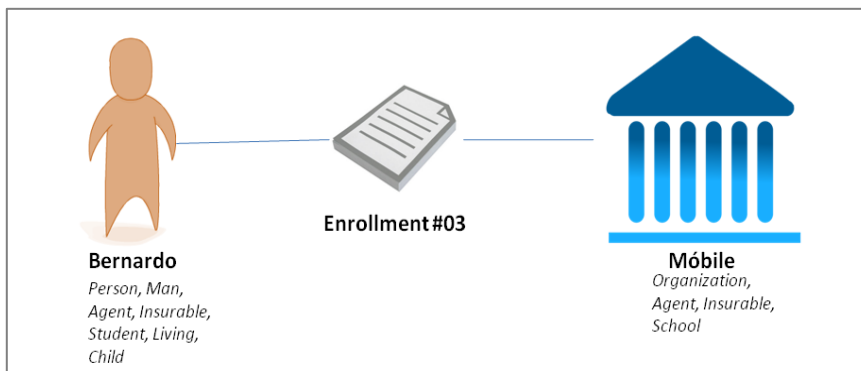 Enrollment #03
Bernardo
Person, Man,
Agent, Insurable,
Student, Living,
Child
Móbile
Organization,
Agent, Insurable,
School